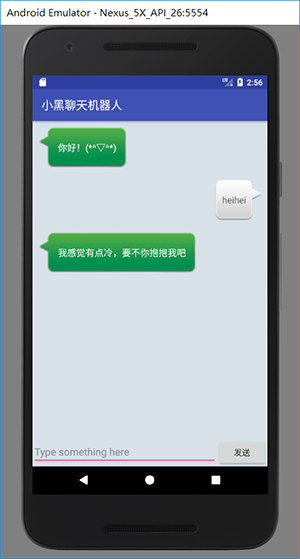 Android Emulator - Nexus_5X_API_26:5554
2:56
小黑聊天机器人
你好！(*^▽^*)
heihei
我感觉有点冷，要不你抱抱我吧
Type something here
发送